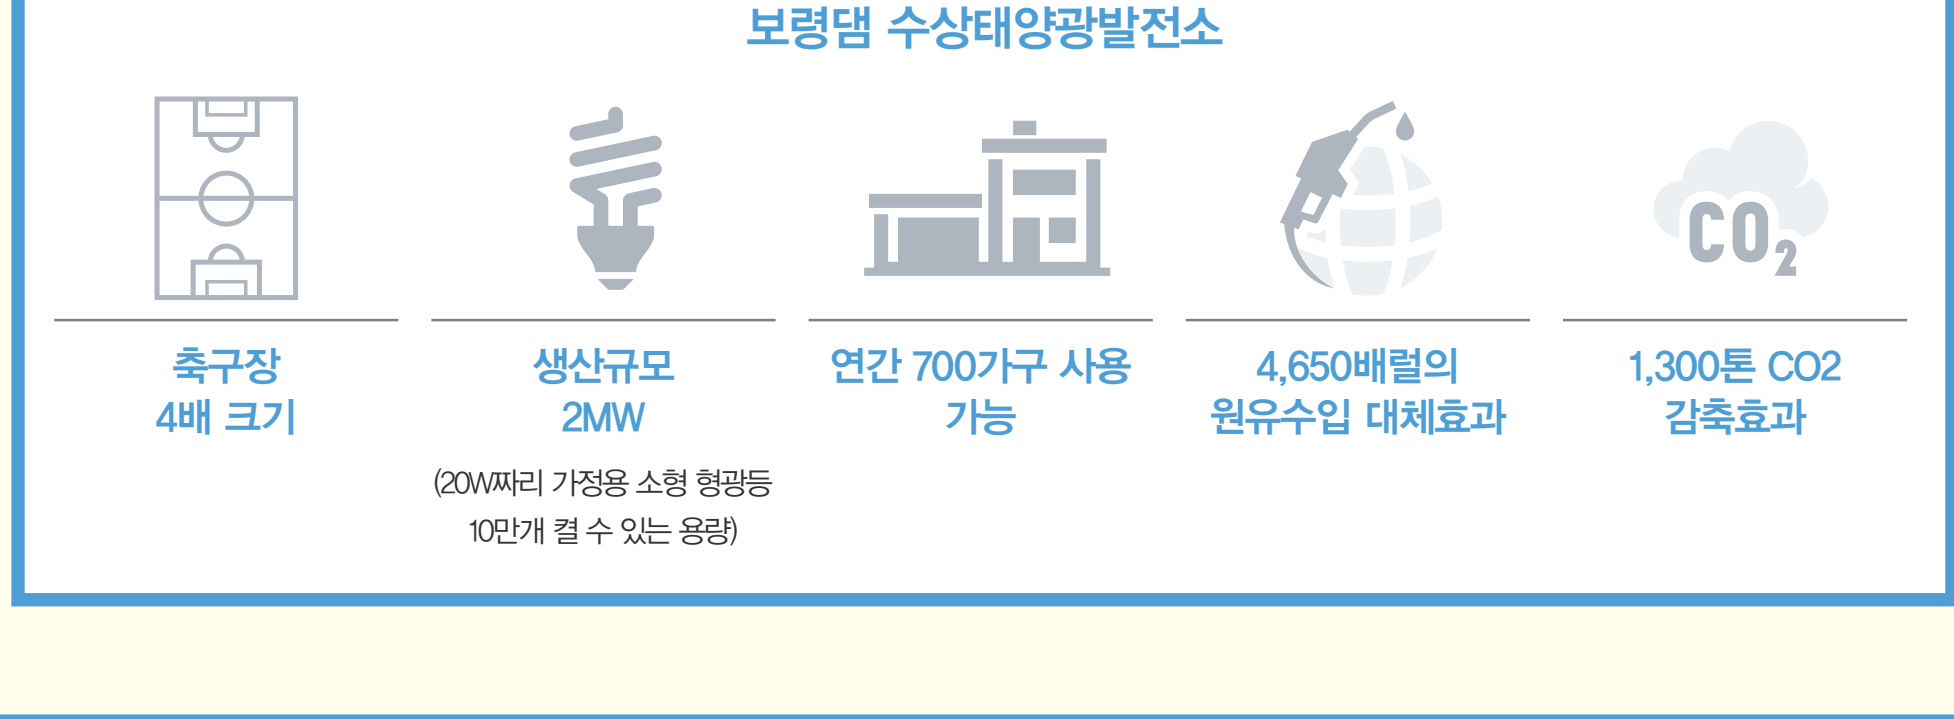 보령댐 수상태양광발전소
CO2
축구장
4배 크기
생산규모
2MW
(20W짜리 가정용 소형 형광등
10만개 켤 수 있는 용량)
연간 700가구 사용
가능
4,650배럴의
원유수입 대체효과
1,300톤 CO2
감축효과